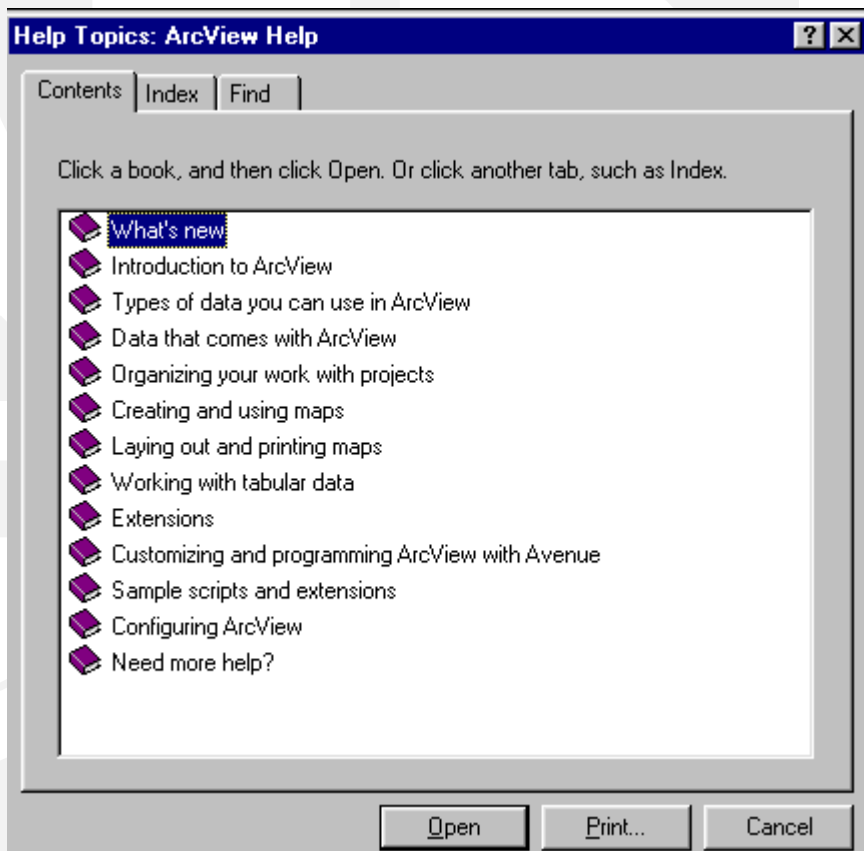 Help Topics: ArcView Help
Contents Index Find
Click a book, and then click Open. Or click another tab, such as Index.
What's new
Introduction to ArcView
Types of data you can use in ArcView
Data that comes with ArcView
Organizing your work with projects
Creating and using maps
Laying out and printing maps
Working with tabular data
Extensions
Customizing and programming ArcView with Avenue
Sample scripts and extensions
Configuring ArcView
Need more help?
Open Print... Cancel